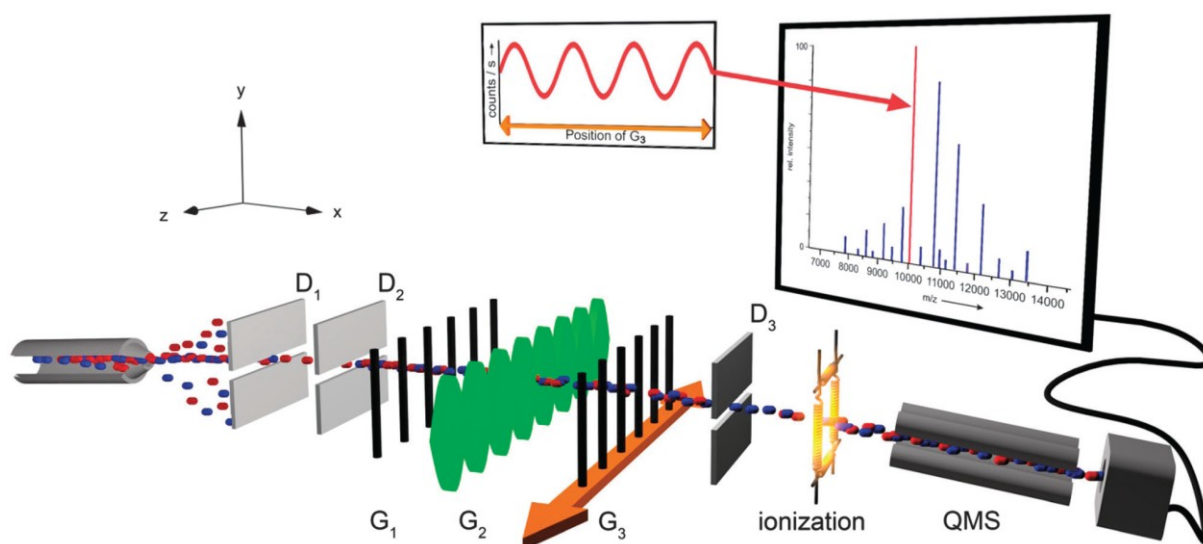 counts / s →
Position of G3
100
rel. intensity
0
7000 8000 9000 10000 11000 12000 13000 14000
m/z
y
z
x
D1
D2
D3
G1
G2
G3
ionization
QMS